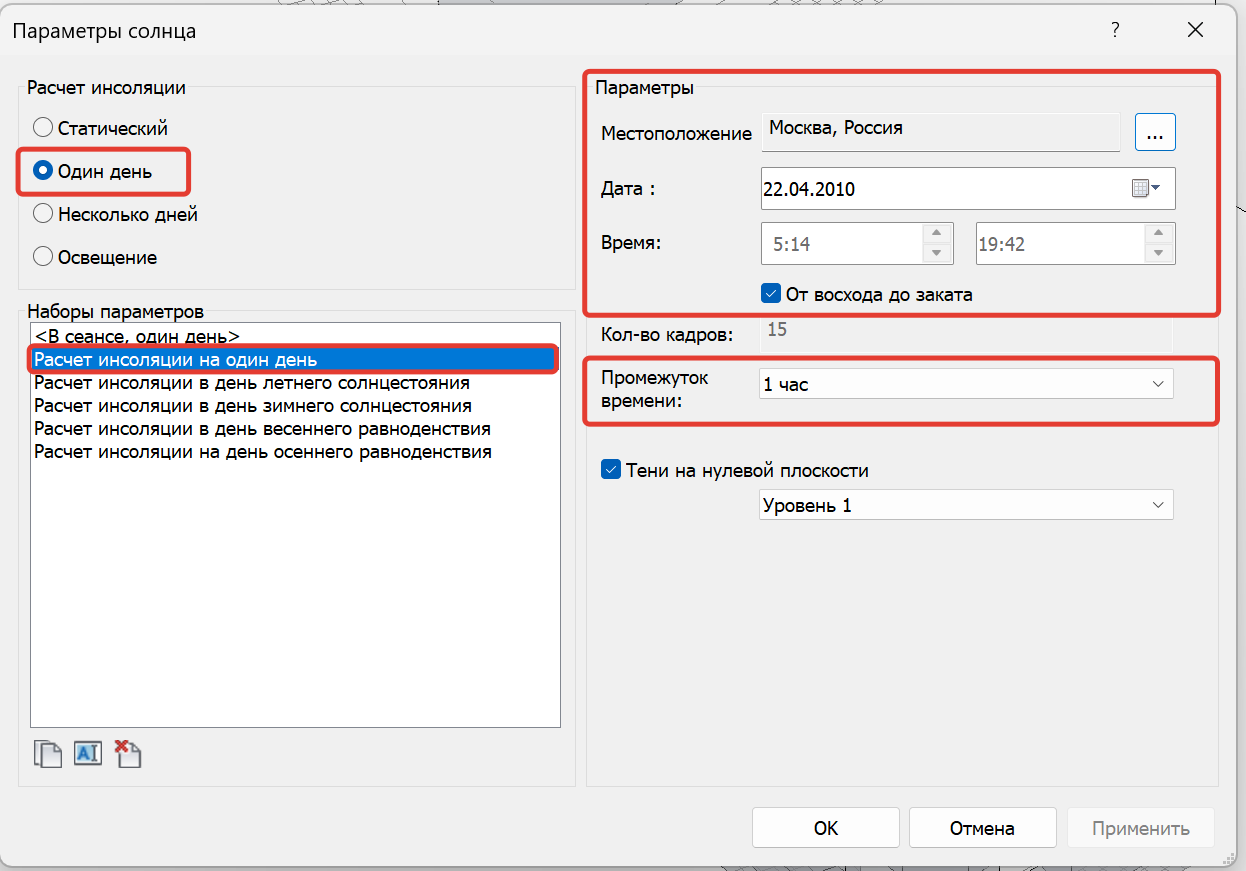 Параметры солнца
?
Расчет инсоляции
Статический
Один день
Несколько дней
Освещение
Наборы параметров
<В сеансе, один день>
Расчет инсоляции на один день
Расчет инсоляции в день летнего солнцестояния
Расчет инсоляции в день зимнего солнцестояния
Расчет инсоляции в день весеннего равноденствия
Расчет инсоляции на день осеннего равноденствия
AI
Параметры
Местоположение Москва, Россия ...
Дата : 22.04.2010
Время: 5:14 19:42
От восхода до заката
Кол-во кадров: 15
Промежуток
времени: 1 час
Тени на нулевой плоскости
Уровень 1
OK Отмена Применить